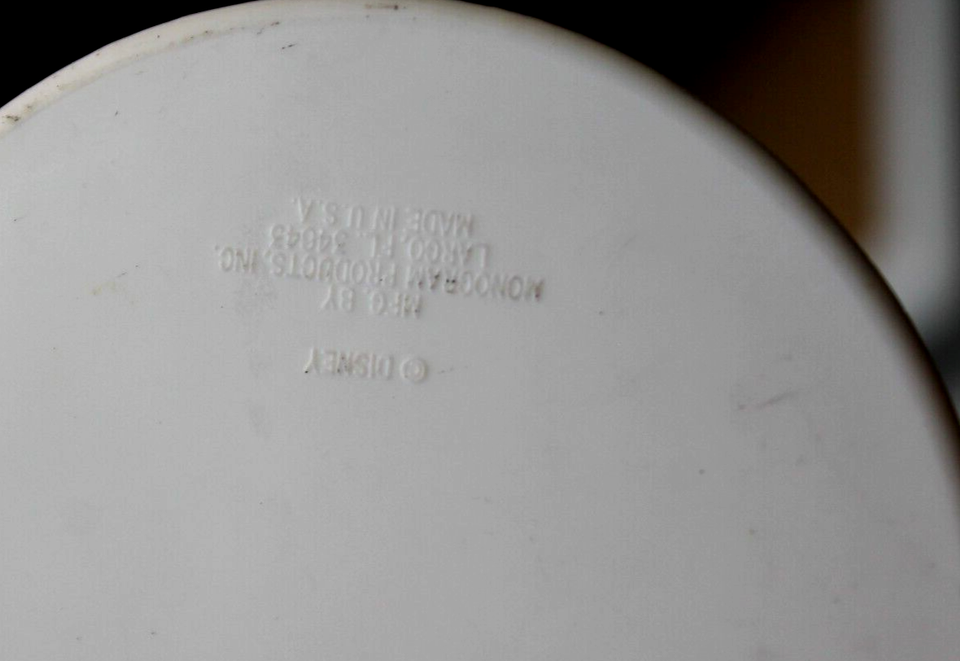 © DISNEY
MFG. BY
MONOGRAM PRODUCTS, INC.
LARGO, FL 34643
MADE IN U.S.A.